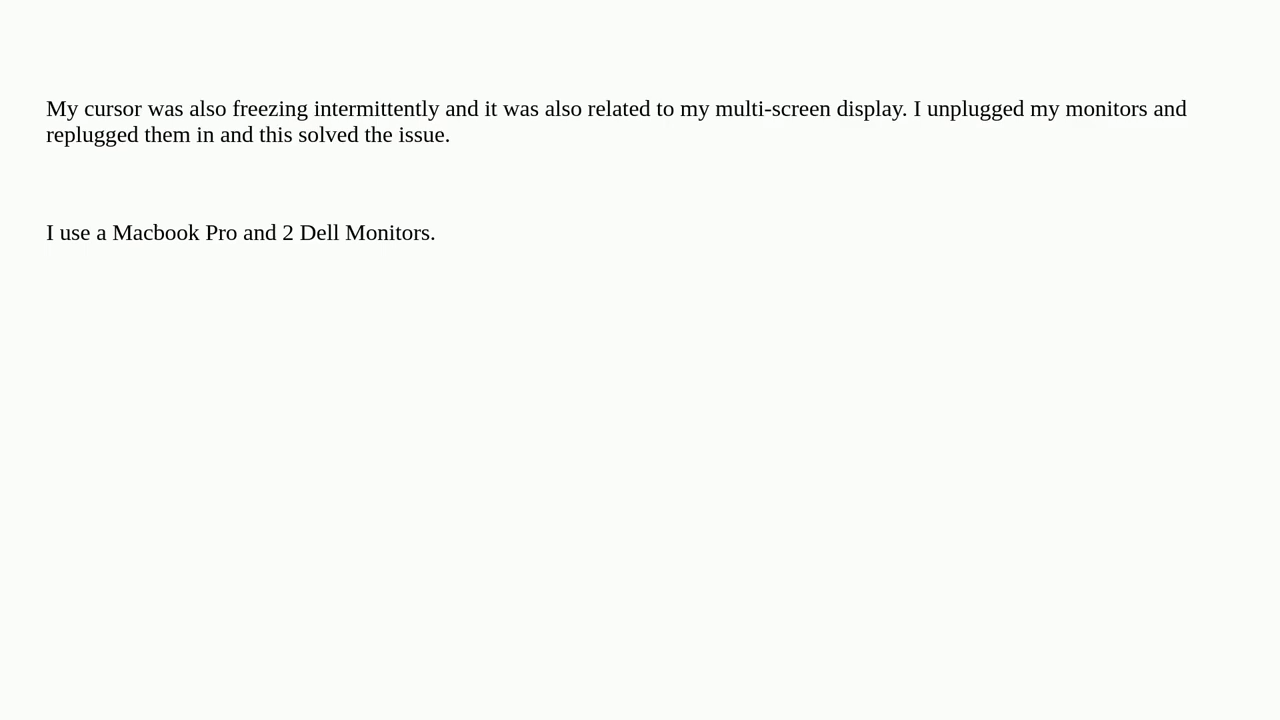 My cursor was also freezing intermittently and it was also related to my multi-screen display. I unplugged my monitors and
replugged them in and this solved the issue.
I use a Macbook Pro and 2 Dell Monitors.